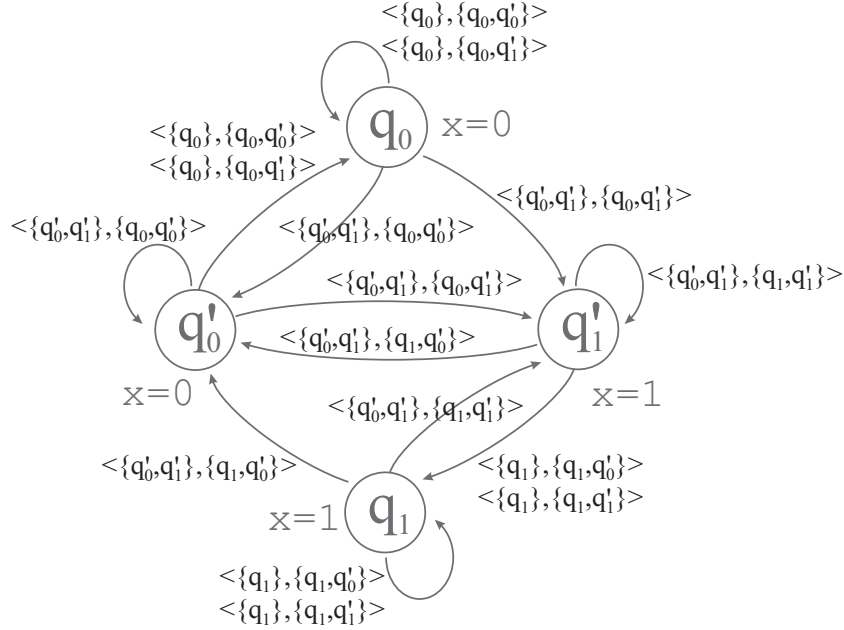 <{q₀},{q₀,q'₀}>
<{q₀},{q₀,q'₁}>
q₀
x=0
<{q₀},{q₀,q'₀}>
<{q₀},{q₀,q'₁}>
<{q'₀,q'₁},{q₀,q'₁}>
<{q'₀,q'₁},{q₀,q'₀}>
<{q'₀,q'₁},{q₀,q'₀}>
<{q'₀,q'₁},{q₀,q'₁}>
<{q'₀,q'₁},{q₁,q'₁}>
q'₀
q'₁
<{q'₀,q'₁},{q₁,q'₀}>
x=0
x=1
<{q'₀,q'₁},{q₁,q'₁}>
<{q'₀,q'₁},{q₁,q'₀}>
<{q₁},{q₁,q'₀}>
<{q₁},{q₁,q'₁}>
x=1
q₁
<{q₁},{q₁,q'₀}>
<{q₁},{q₁,q'₁}>